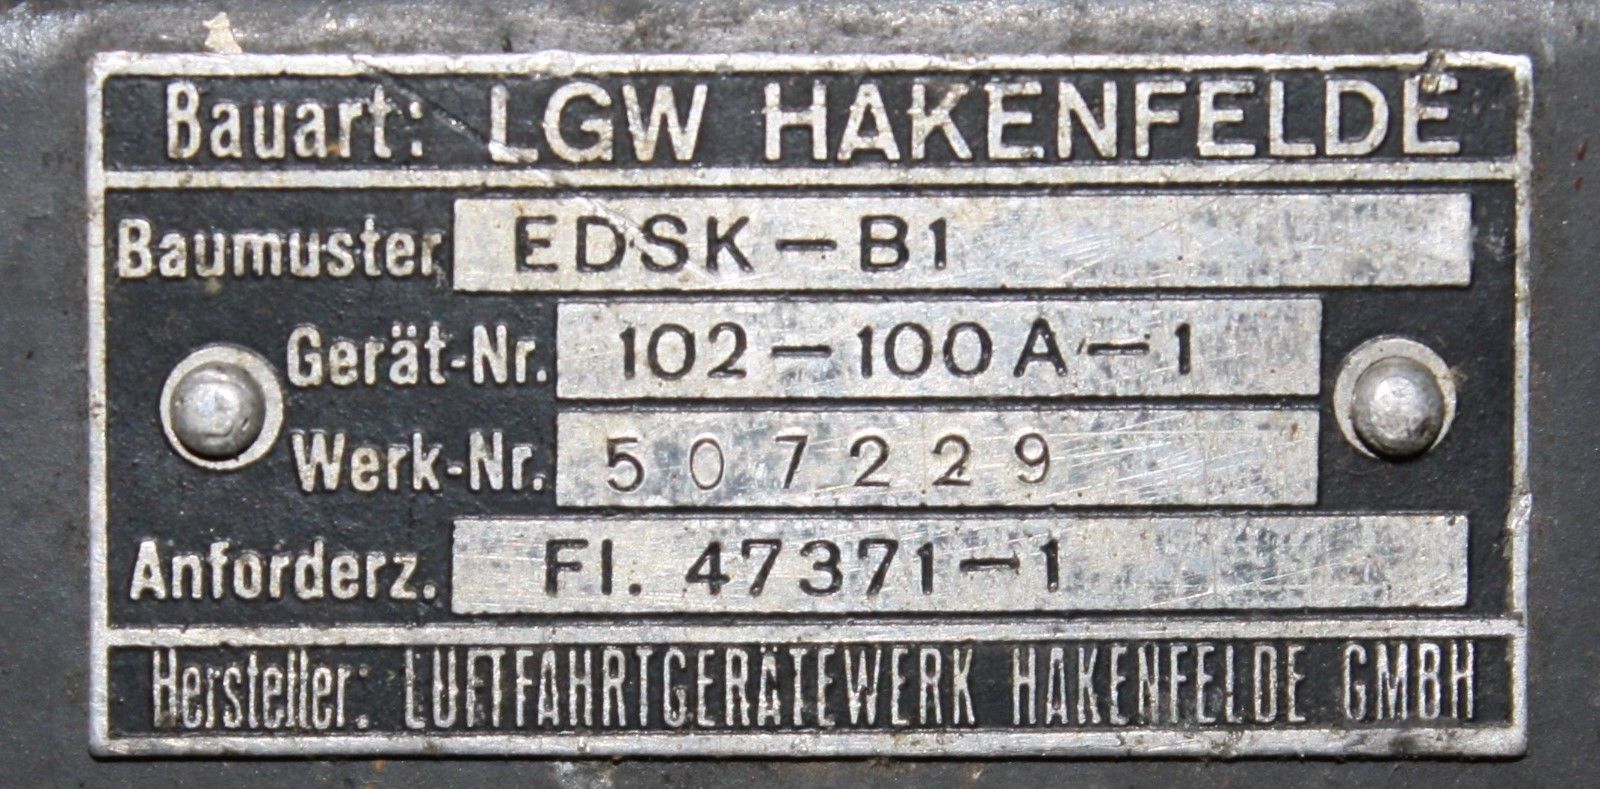 Bauart: LGW HAKENFELDE
Baumuster EDSK-B1
Gerät-Nr. 102-100A-1
Werk-Nr. 507229
Anforderz. Fl. 47371-1
Hersteller: LUFTFAHRTGERÄTEWERK HAKENFELDE GMBH